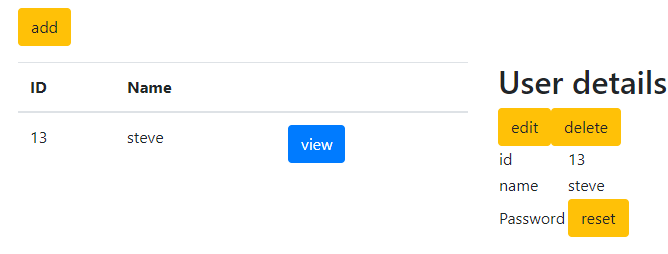 add
ID Name
13 steve view
User details
edit delete
id 13
name steve
Password reset